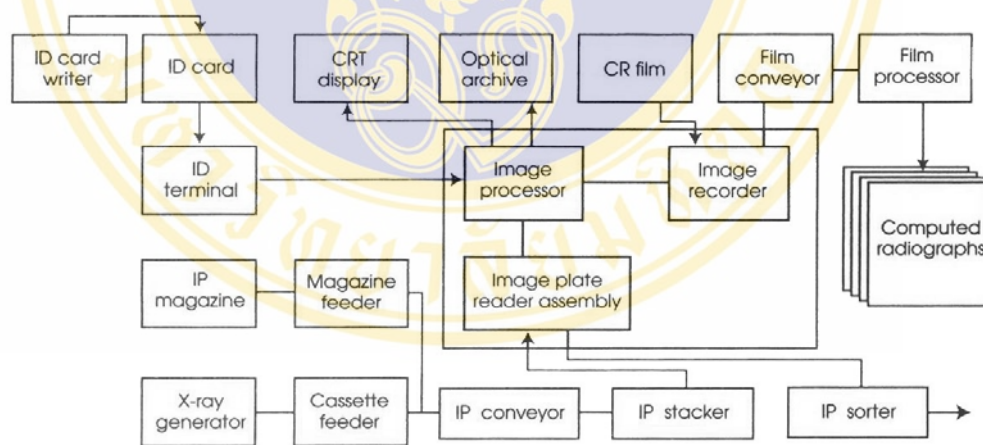 ID card
writer
ID card
CRT
display
Optical
archive
CR film
Film
conveyor
Film
processor
ID
terminal
Image
processor
Image
recorder
Computed
radiographs
IP
magazine
Magazine
feeder
Image plate
reader assembly
X-ray
generator
Cassette
feeder
IP conveyor
IP stacker
IP sorter